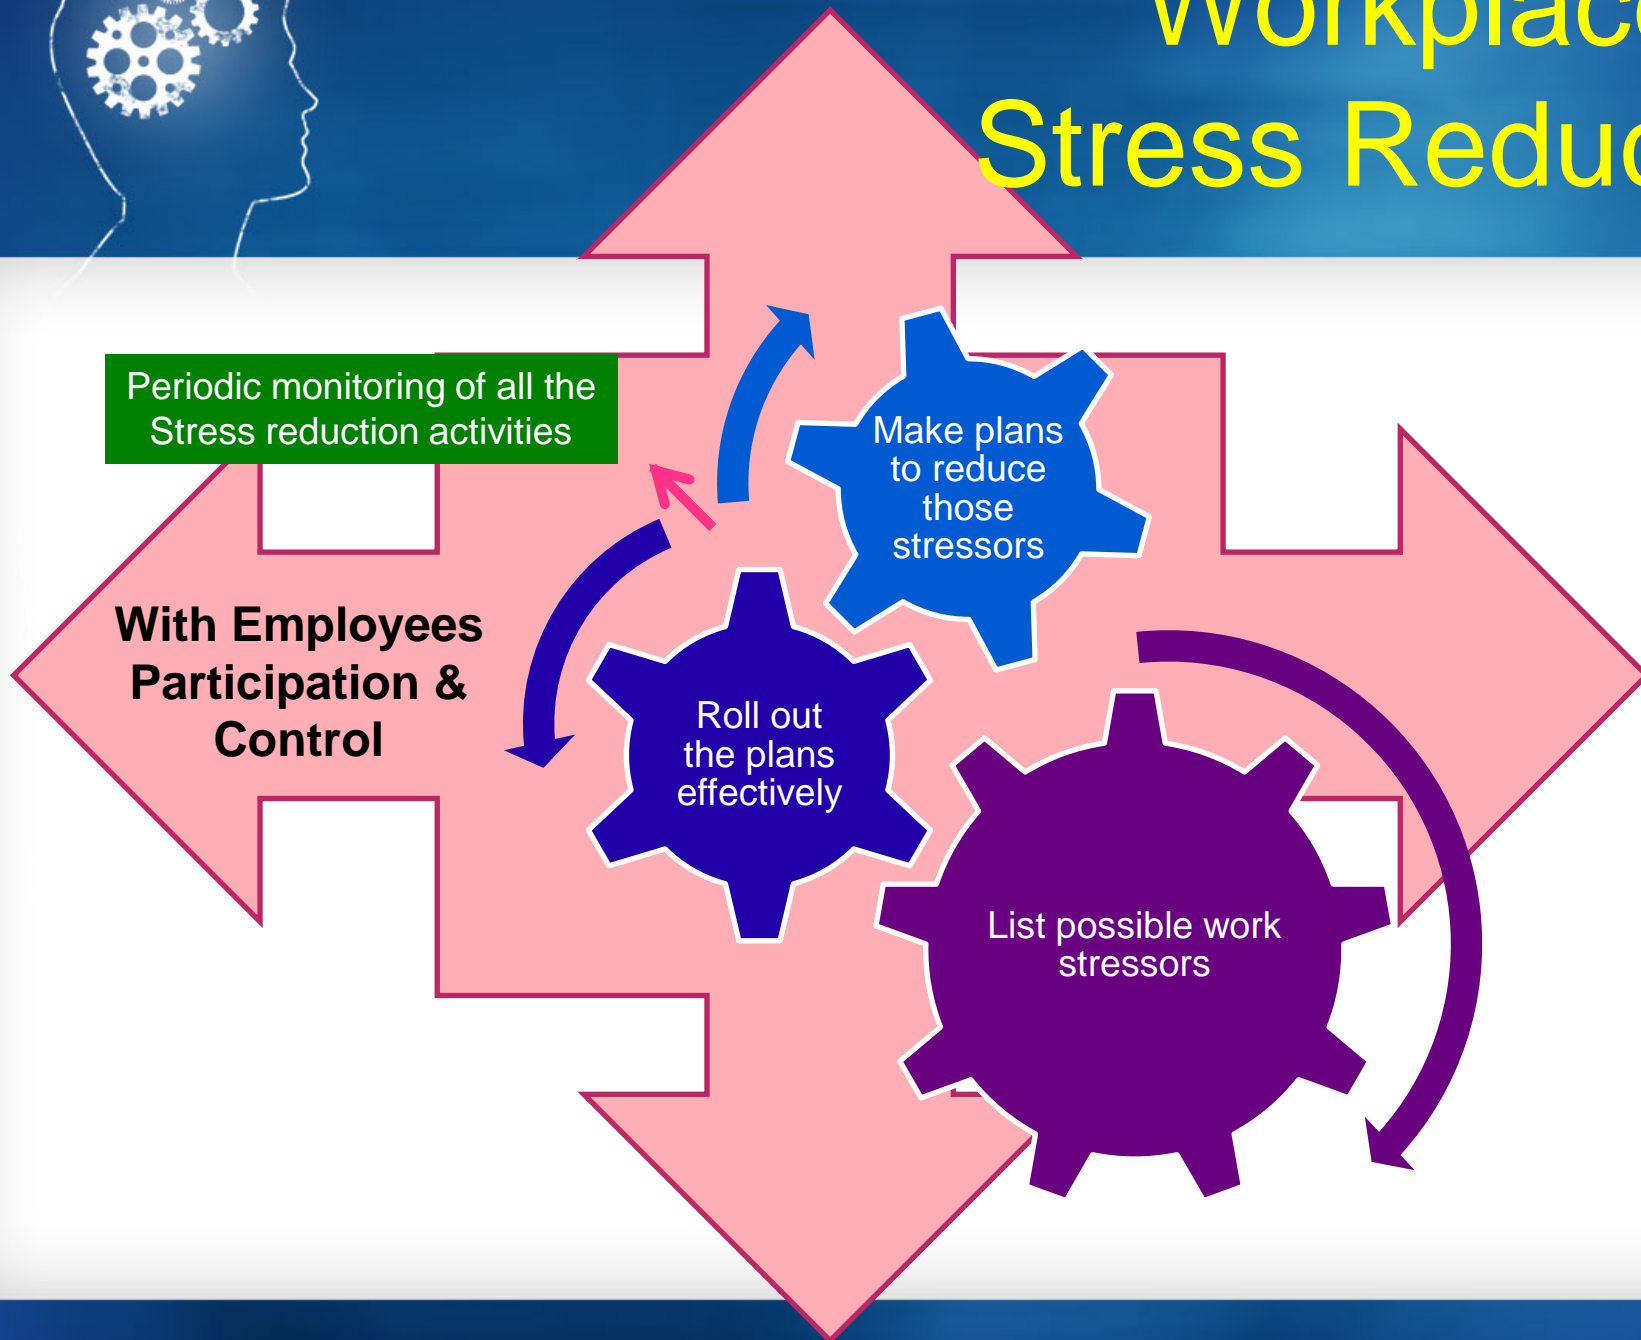 Workplace
Stress Reduc
Periodic monitoring of all the
Stress reduction activities
Make plans
to reduce
those
stressors
With Employees
Participation &
Control
Roll out
the plans
effectively
List possible work
stressors